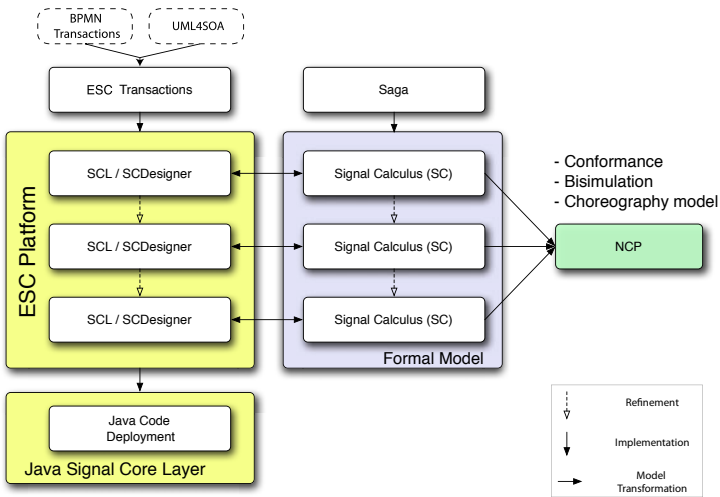 BPMN
Transactions
UML4SOA
ESC Transactions
Saga
ESC Platform
SCL / SCDesigner
Signal Calculus (SC)
SCL / SCDesigner
Signal Calculus (SC)
SCL / SCDesigner
Signal Calculus (SC)
Formal Model
- Conformance
- Bisimulation
- Choreography model
NCP
Java Code
Deployment
Java Signal Core Layer
Refinement
Implementation
Model
Transformation